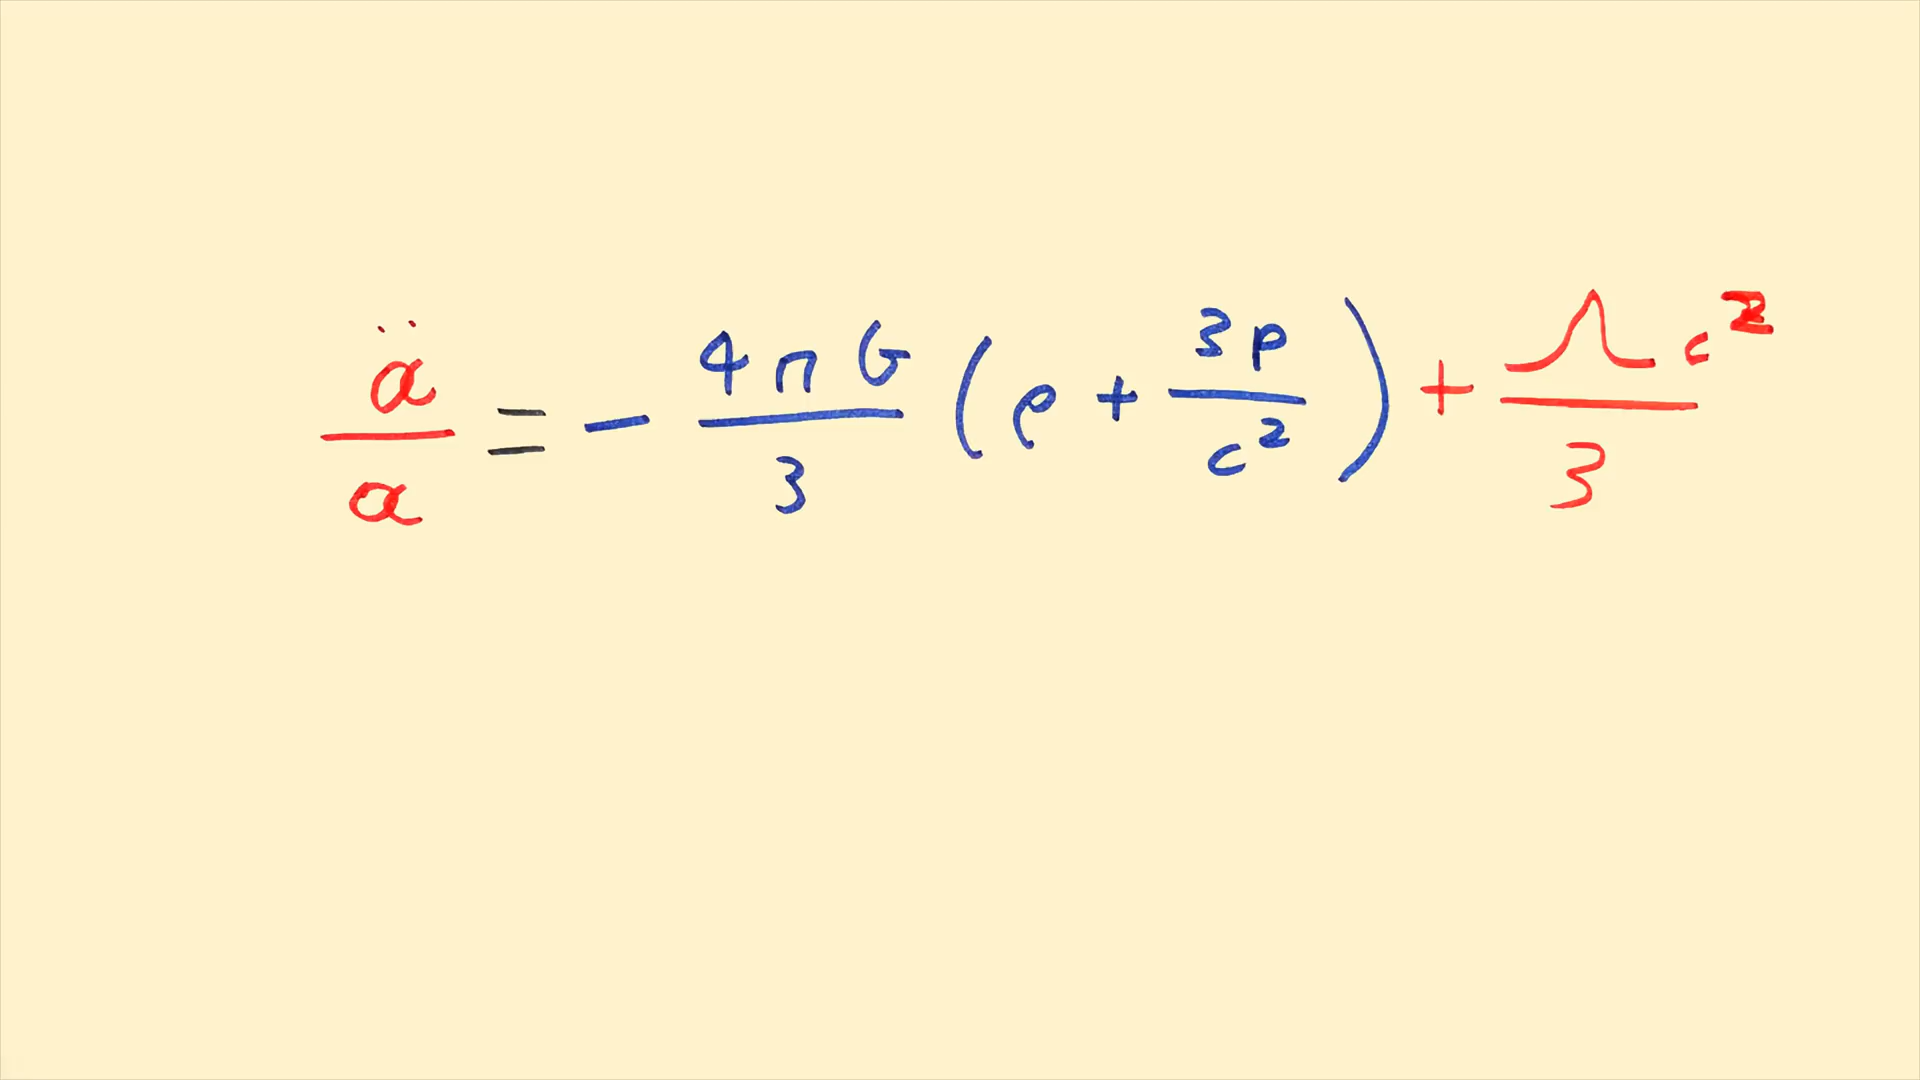 ä/a = - 4πG/3 (ρ + 3p/c²) + Λc²/3